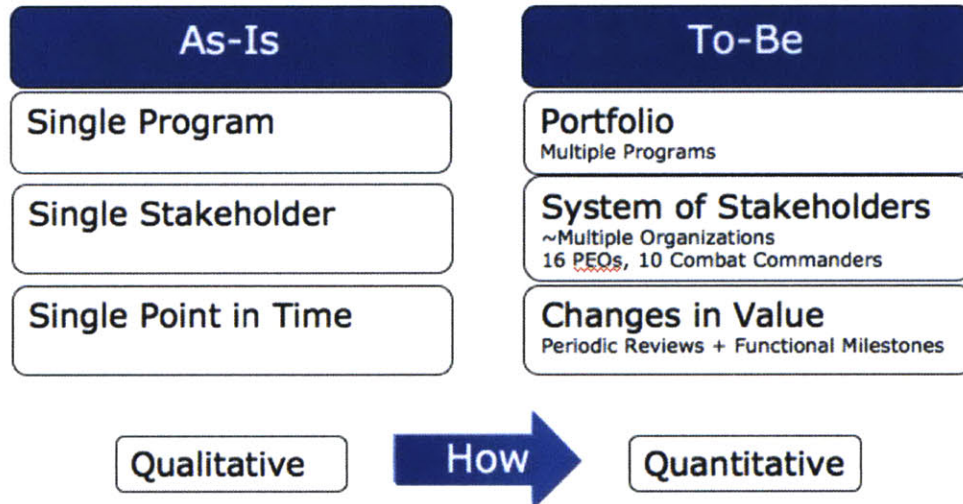 As-Is
To-Be
Single Program
Portfolio
Multiple Programs
Single Stakeholder
System of Stakeholders
~Multiple Organizations
16 PEOs, 10 Combat Commanders
Single Point in Time
Changes in Value
Periodic Reviews + Functional Milestones
Qualitative
How
Quantitative